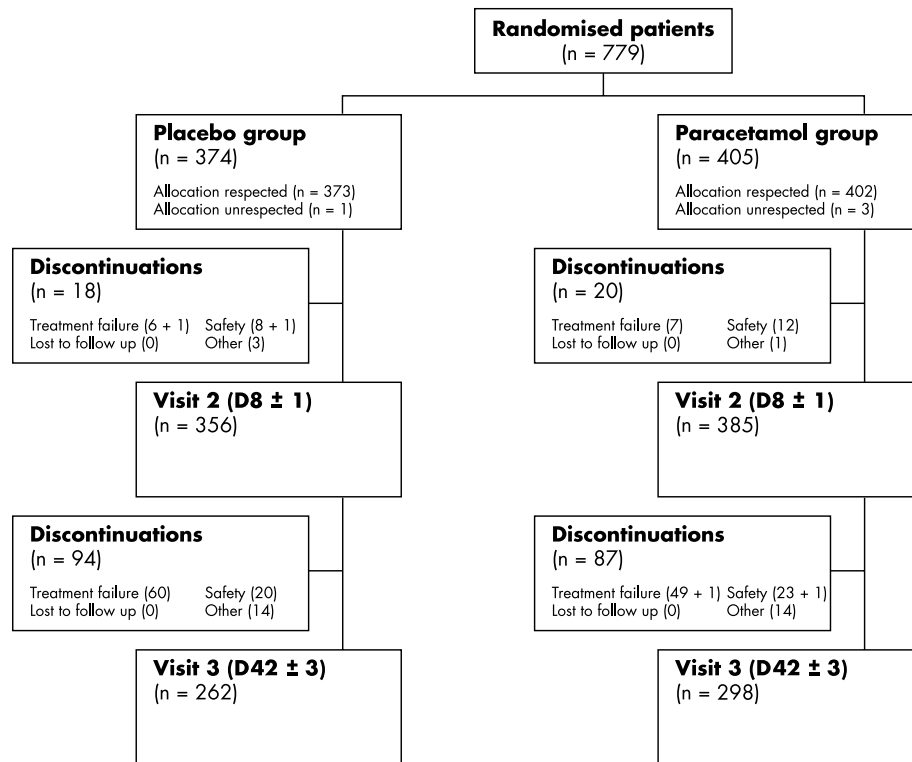 Randomised patients
(n = 779)
Placebo group
(n = 374)
Allocation respected (n = 373)
Allocation unrespected (n = 1)
Paracetamol group
(n = 405)
Allocation respected (n = 402)
Allocation unrespected (n = 3)
Discontinuations
(n = 18)
Treatment failure (6 + 1) Safety (8 + 1)
Lost to follow up (0) Other (3)
Discontinuations
(n = 20)
Treatment failure (7) Safety (12)
Lost to follow up (0) Other (1)
Visit 2 (D8 ± 1)
(n = 356)
Visit 2 (D8 ± 1)
(n = 385)
Discontinuations
(n = 94)
Treatment failure (60) Safety (20)
Lost to follow up (0) Other (14)
Discontinuations
(n = 87)
Treatment failure (49 + 1) Safety (23 + 1)
Lost to follow up (0) Other (14)
Visit 3 (D42 ± 3)
(n = 262)
Visit 3 (D42 ± 3)
(n = 298)